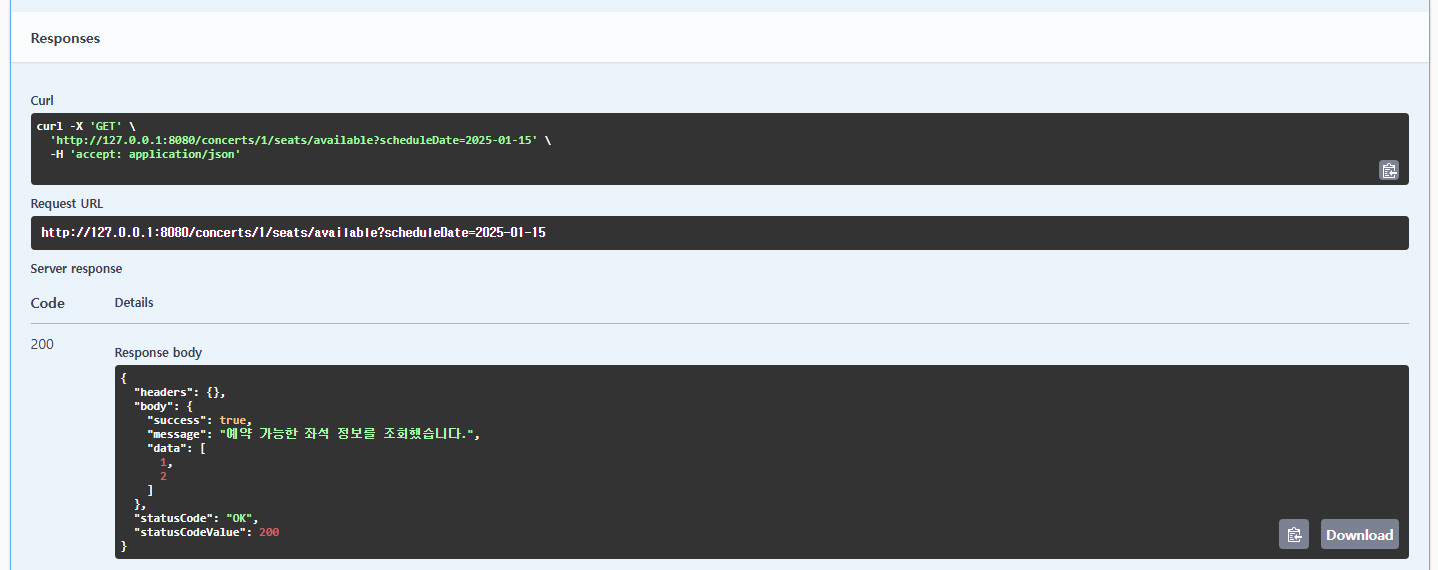 Responses
Curl
curl -X 'GET' \
  'http://127.0.0.1:8080/concerts/1/seats/available?scheduleDate=2025-01-15' \
  -H 'accept: application/json'
Request URL
http://127.0.0.1:8080/concerts/1/seats/available?scheduleDate=2025-01-15
Server response
Code Details
200
Response body
{
  "headers": {},
  "body": {
    "success": true,
    "message": "예약 가능한 좌석 정보를 조회했습니다.",
    "data": [
      1,
      2
    ]
  },
  "statusCode": "OK",
  "statusCodeValue": 200
}
Download